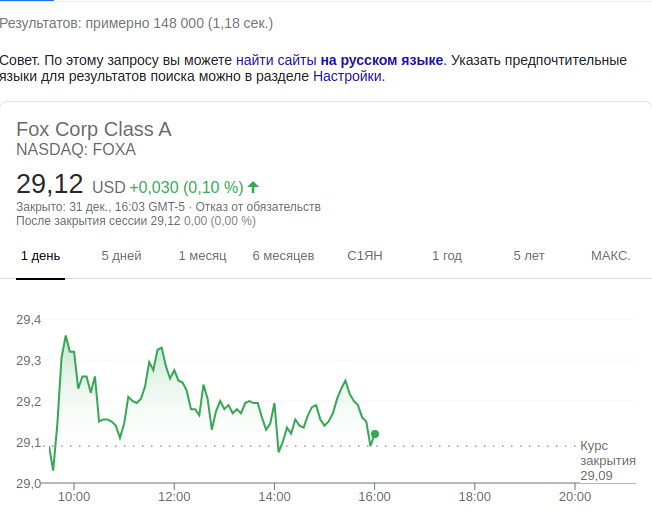 Результатов: примерно 148 000 (1,18 сек.)
Совет. По этому запросу вы можете найти сайты на русском языке. Указать предпочтительные
языки для результатов поиска можно в разделе Настройки.
Fox Corp Class A
NASDAQ: FOXA
29,12 USD +0,030 (0,10 %)
Закрыто: 31 дек., 16:03 GMT-5 · Отказ от обязательств
После закрытия сессии 29,12 0,00 (0,00 %)
1 день 5 дней 1 месяц 6 месяцев С1ЯН 1 год 5 лет МАКС.
29,4
29,3
29,2
29,1
29,0
Курс
закрытия
29,09
10:00 12:00 14:00 16:00 18:00 20:00